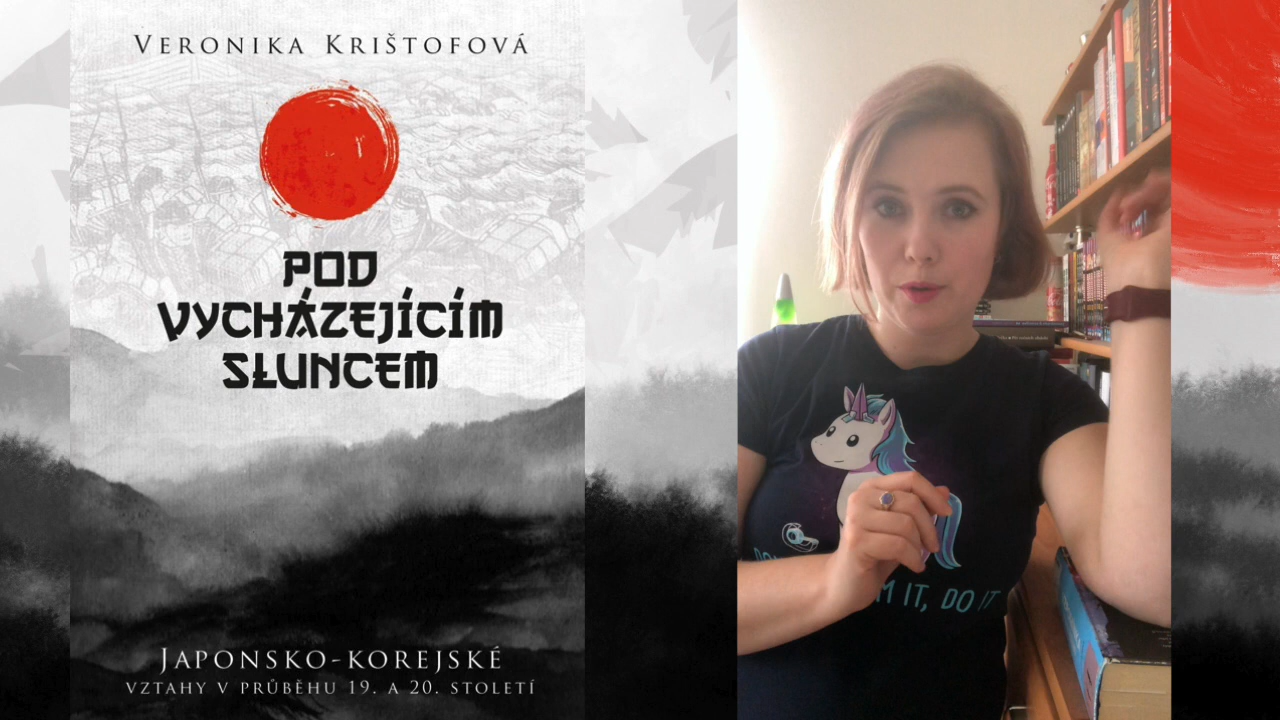 VERONIKA KRIŠTOFOVÁ
POD
VYCHÁZEJÍCÍM
SLUNCEM
JAPONSKO-KOREJSKÉ
VZTAHY V PRŮBĚHU 19. A 20. STOLETÍ
IT, DO IT